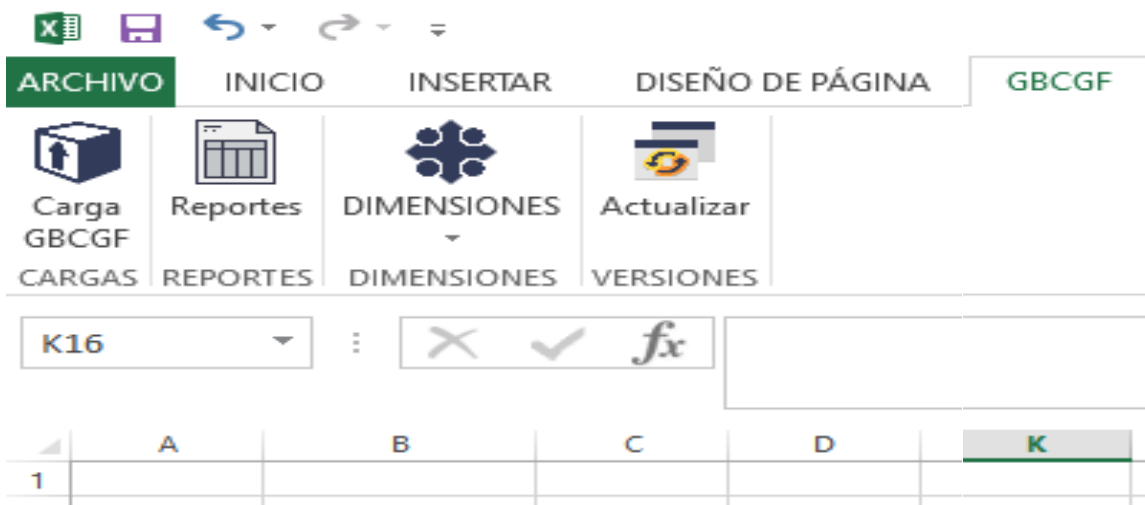 ARCHIVO INICIO INSERTAR DISEÑO DE PÁGINA GBCGF
Carga Reportes DIMENSIONES Actualizar
GBCGF
CARGAS REPORTES DIMENSIONES VERSIONES
K16 fx
A B C D K
1